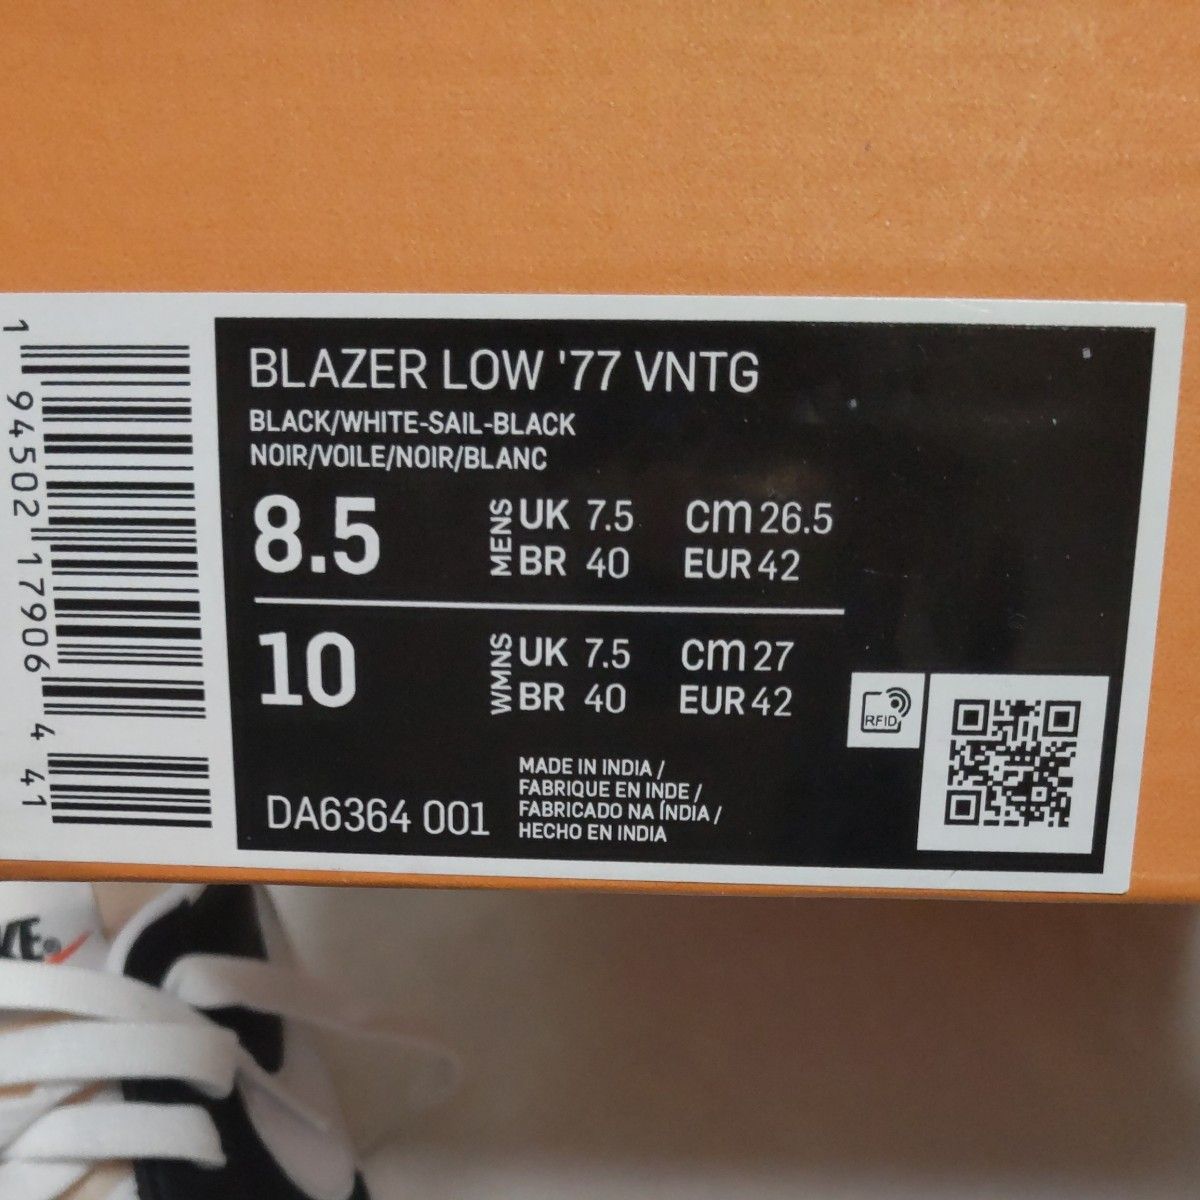 BLAZER LOW '77 VNTG
BLACK/WHITE-SAIL-BLACK
NOIR/VOILE/NOIR/BLANC
8.5 MENS UK 7.5 cm 26.5
BR 40 EUR 42
10 WMNS UK 7.5 cm 27
BR 40 EUR 42
RFID
MADE IN INDIA /
FABRIQUE EN INDE /
FABRICADO NA ÍNDIA /
HECHO EN INDIA
DA6364 001
1 94502 17906 4 41